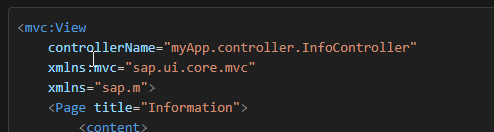 <mvc:View
controllerName="myApp.controller.InfoController"
xmlns:mvc="sap.ui.core.mvc"
xmlns="sap.m">
<Page title="Information">
<content>